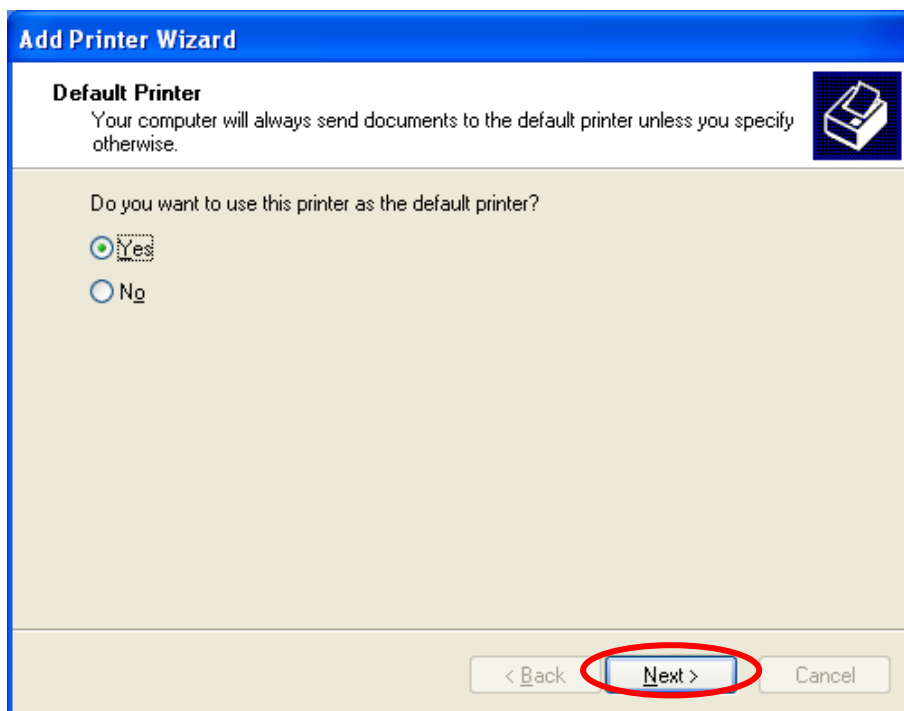 Add Printer Wizard
Default Printer
Your computer will always send documents to the default printer unless you specify
otherwise.
Do you want to use this printer as the default printer?
Yes
No
< Back
Next >
Cancel